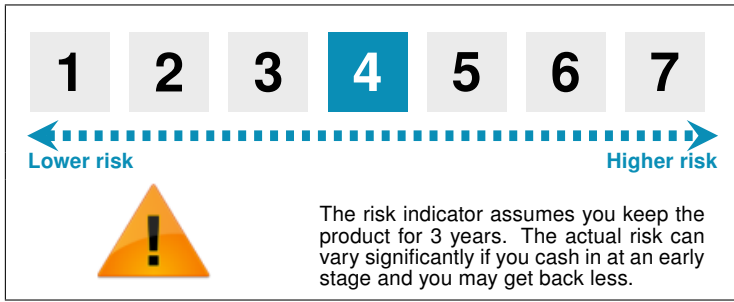 1 2 3 4 5 6 7
Lower risk Higher risk
!
The risk indicator assumes you keep the
product for 3 years. The actual risk can
vary significantly if you cash in at an early
stage and you may get back less.